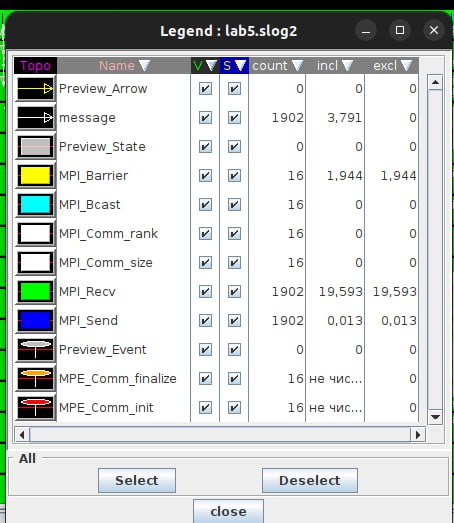 Legend : lab5.slog2
Topo Name V S count incl excl
Preview_Arrow 0 0 0
message 1902 3,791 0
Preview_State 0 0 0
MPI_Barrier 16 1,944 1,944
MPI_Bcast 16 0 0
MPI_Comm_rank 16 0 0
MPI_Comm_size 16 0 0
MPI_Recv 1902 19,593 19,593
MPI_Send 1902 0,013 0,013
Preview_Event 0 0 0
MPE_Comm_finalize 16 не чис... 0
MPE_Comm_init 16 не чис... 0
All
Select Deselect
close